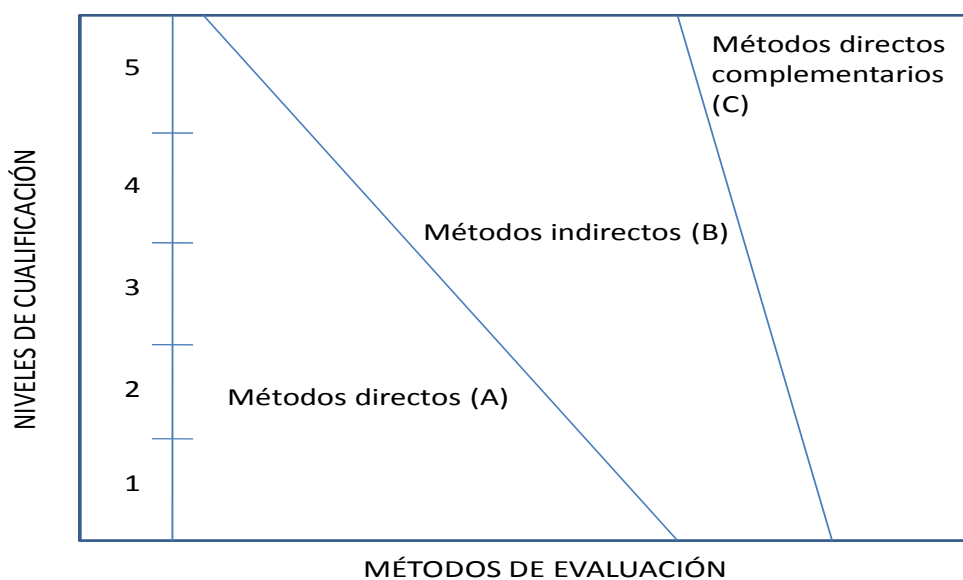 NIVELES DE CUALIFICACIÓN
5
4
3
2
1
Métodos directos
complementarios
(C)
Métodos indirectos (B)
Métodos directos (A)
MÉTODOS DE EVALUACIÓN